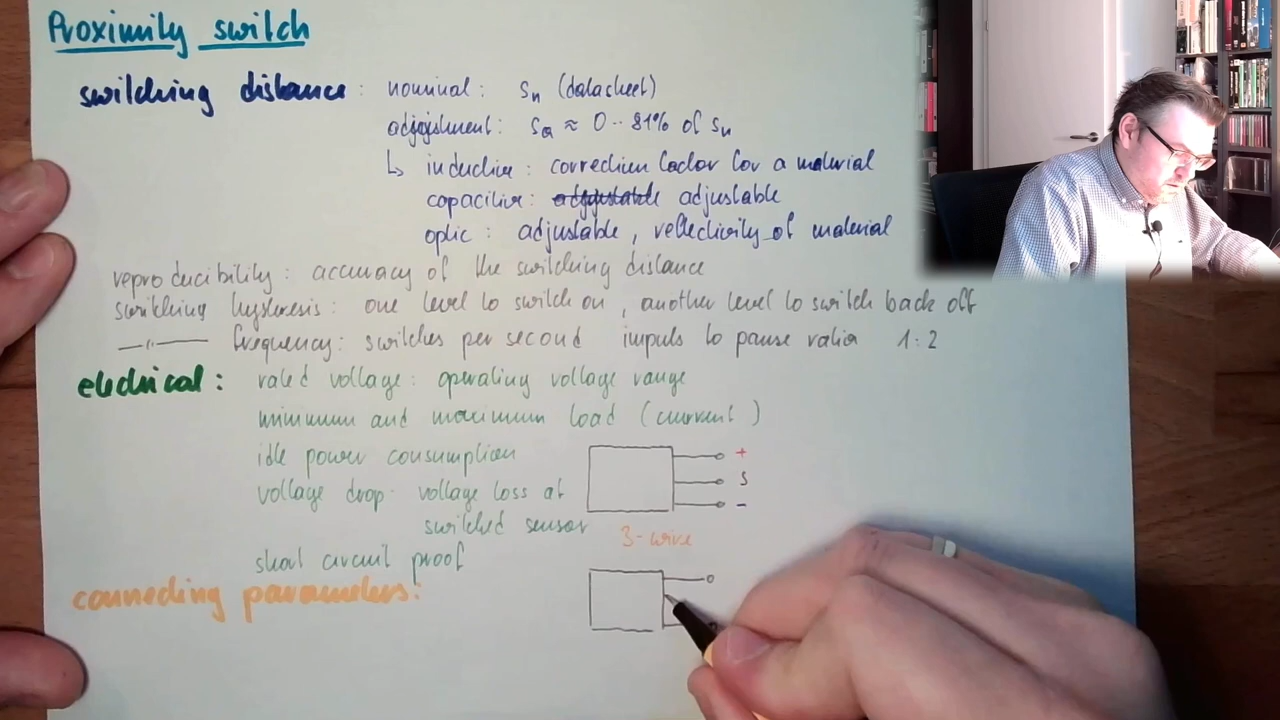 Proximity switch
switching distance: nominal: sn (datasheet)
adjustment: sa ≈ 0..81% of sn
↳ inductive: correction factor for a material
capacitive: adjustable adjustable
optic: adjustable, reflectivity of material
reproducibility: accuracy of the switching distance
switching hysteresis: one level to switch on, another level to switch back off
—"— frequency: switches per second impuls to pause ratio 1:2
electrical: rated voltage: operating voltage range
minimum and maximum load (current)
idle power consumption
+
voltage drop: voltage loss at
S
switched sensor
-
3-wire
short circuit proof
connecting parameters: